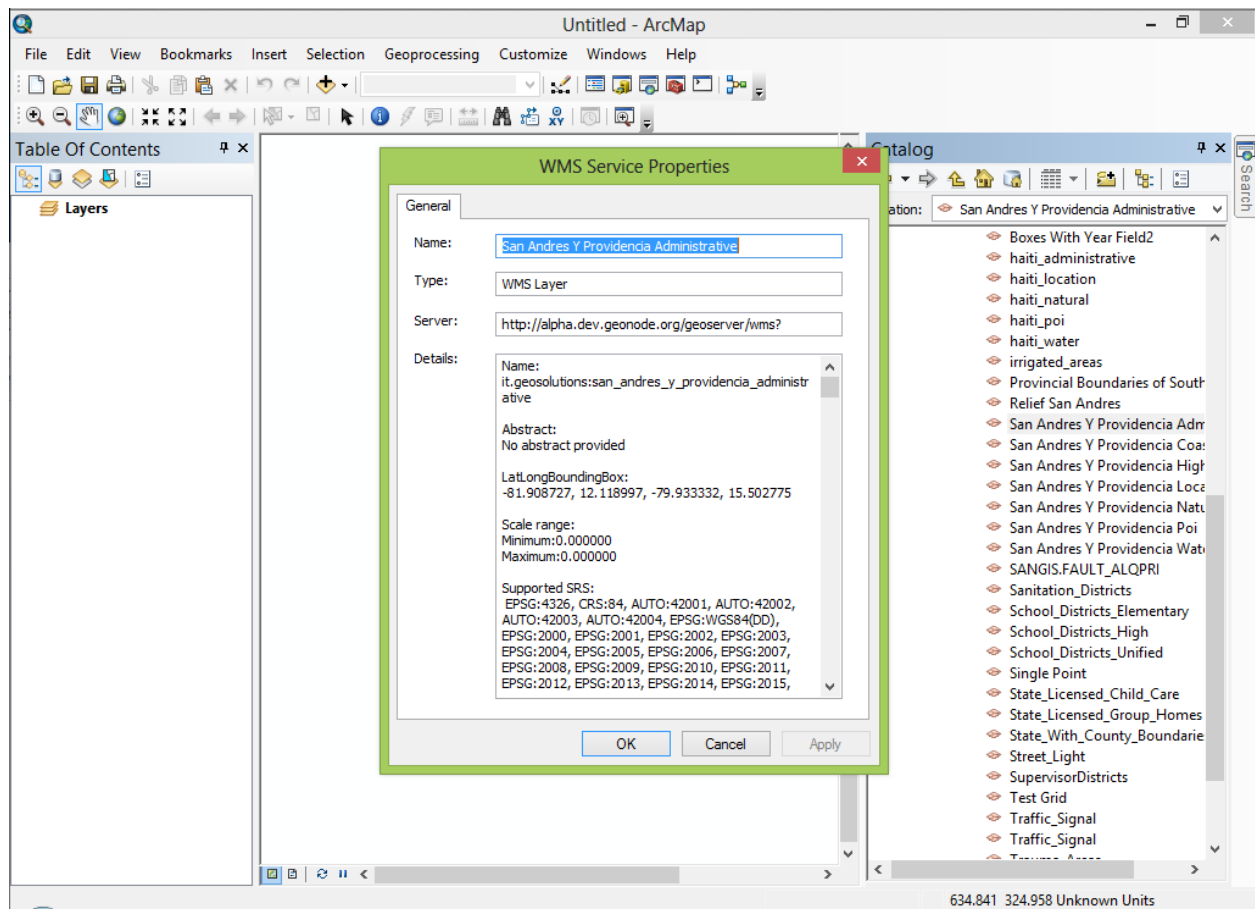 Untitled - ArcMap
File Edit View Bookmarks Insert Selection Geoprocessing Customize Windows Help
Table Of Contents
Layers
WMS Service Properties
General
Name: San Andres Y Providencia Administrative
Type: WMS Layer
Server: http://alpha.dev.geonode.org/geoserver/wms?
Details:
Name:
it.geosolutions:san_andres_y_providencia_administr
ative
Abstract:
No abstract provided
LatLongBoundingBox:
-81.908727, 12.118997, -79.933332, 15.502775
Scale range:
Minimum:0.000000
Maximum:0.000000
Supported SRS:
EPSG:4326, CRS:84, AUTO:42001, AUTO:42002,
AUTO:42003, AUTO:42004, EPSG:WGS84(DD),
EPSG:2000, EPSG:2001, EPSG:2002, EPSG:2003,
EPSG:2004, EPSG:2005, EPSG:2006, EPSG:2007,
EPSG:2008, EPSG:2009, EPSG:2010, EPSG:2011,
EPSG:2012, EPSG:2013, EPSG:2014, EPSG:2015,
OK Cancel Apply
Catalog
ation: San Andres Y Providencia Administrative
Search
Boxes With Year Field2
haiti_administrative
haiti_location
haiti_natural
haiti_poi
haiti_water
irrigated_areas
Provincial Boundaries of South
Relief San Andres
San Andres Y Providencia Adm
San Andres Y Providencia Coas
San Andres Y Providencia High
San Andres Y Providencia Loca
San Andres Y Providencia Natu
San Andres Y Providencia Poi
San Andres Y Providencia Wate
SANGIS.FAULT_ALQPRI
Sanitation_Districts
School_Districts_Elementary
School_Districts_High
School_Districts_Unified
Single Point
State_Licensed_Child_Care
State_Licensed_Group_Homes
State_With_County_Boundarie
Street_Light
SupervisorDistricts
Test Grid
Traffic_Signal
Traffic_Signal
634.841 324.958 Unknown Units